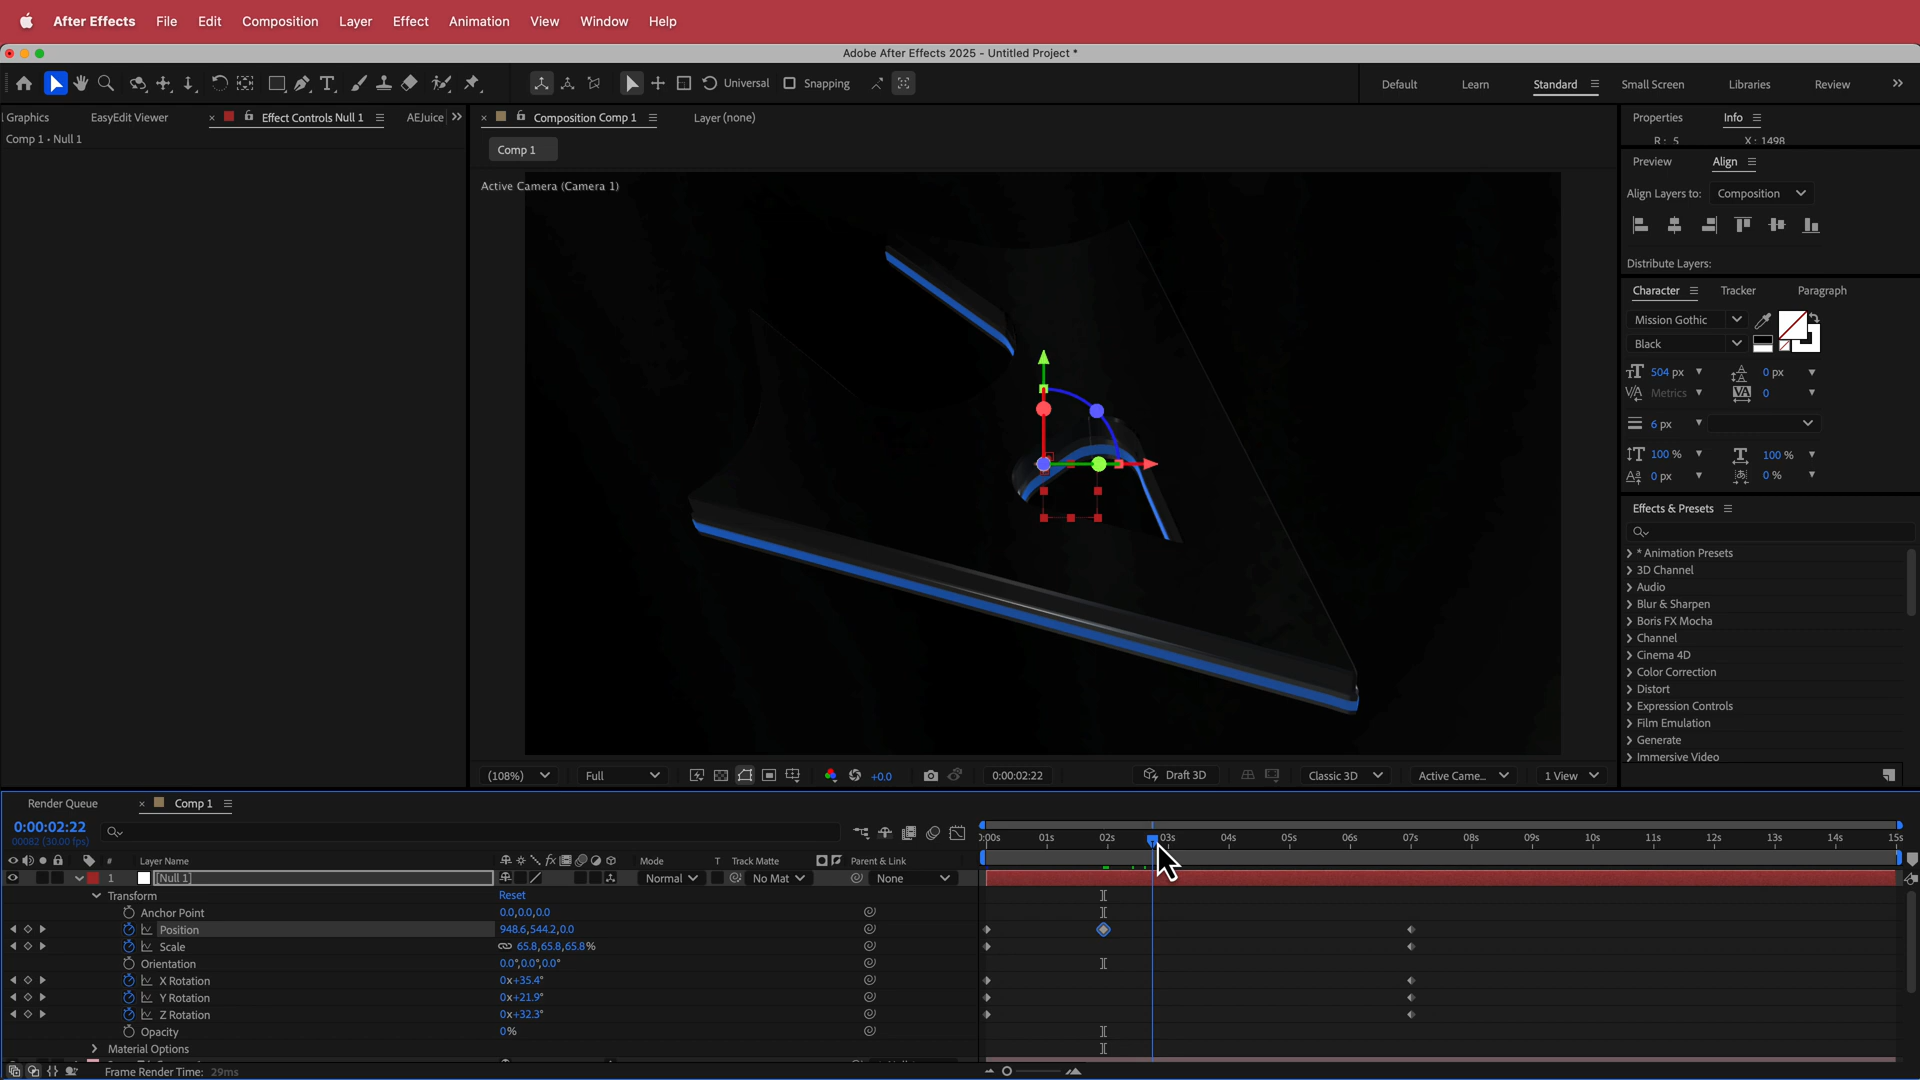 After Effects File Edit Composition Layer Effect Animation View Window Help
Adobe After Effects 2025 - Untitled Project *
Universal Snapping Default Learn Standard Small Screen Libraries Review
l Graphics EasyEdit Viewer × Effect Controls Null 1 AEJuice
Comp 1 • Null 1
× Composition Comp 1 Layer (none)
Comp 1
Active Camera (Camera 1)
Properties Info
R: 5 X: 1498
Preview Align
Align Layers to: Composition
Distribute Layers:
Character Tracker Paragraph
Mission Gothic
Black
504 px 0 px
Metrics 0
6 px
100 % 100 %
0 px 0 %
Effects & Presets
* Animation Presets
3D Channel
Audio
Blur & Sharpen
Boris FX Mocha
Channel
Cinema 4D
Color Correction
Distort
Expression Controls
Film Emulation
Generate
Immersive Video
(108%) Full +0.0 0:00:02:22 Draft 3D Classic 3D Active Came... 1 View
Render Queue × Comp 1
0:00:02:22
00082 (30.00 fps)
0:00s 01s 02s 03s 04s 05s 06s 07s 08s 09s 10s 11s 12s 13s 14s 15s
# Layer Name fx Mode T Track Matte Parent & Link
1 [Null 1] Normal No Mat None
Transform Reset
Anchor Point 0.0,0.0,0.0
Position 948.6,544.2,0.0
Scale 65.8,65.8,65.8%
Orientation 0.0°,0.0°,0.0°
X Rotation 0x+35.4°
Y Rotation 0x+21.9°
Z Rotation 0x+32.3°
Opacity 0%
Material Options
Frame Render Time: 29ms